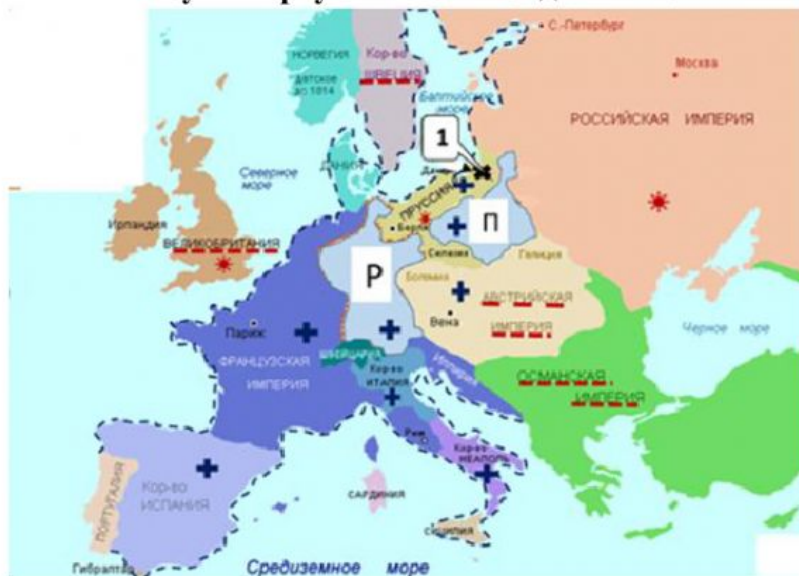 С.-Петербург
НОРВЕГИЯ
датское
до 1814
Кор-во
ШВЕЦИЯ
Москва
Балтийское
море
РОССИЙСКАЯ ИМПЕРИЯ
1
Северное
море
ДАНИЯ
ПРУССИЯ
П
Ирландия
ВЕЛИКОБРИТАНИЯ
Силезия
Галиция
Р
Богемия
АВСТРИЙСКАЯ
ИМПЕРИЯ
Вена
Париж
Черное море
ШВЕЙЦАРИЯ
ФРАНЦУЗСКАЯ
ИМПЕРИЯ
Кор-во
ИТАЛИЯ
Иллирия
ОСМАНСКАЯ
ИМПЕРИЯ
Рим
Кор-во
НЕАПОЛЬ
ПОРТУГАЛИЯ
Кор-во
ИСПАНИЯ
САРДИНИЯ
СИЦИЛИЯ
Гибралтар
Средиземное море